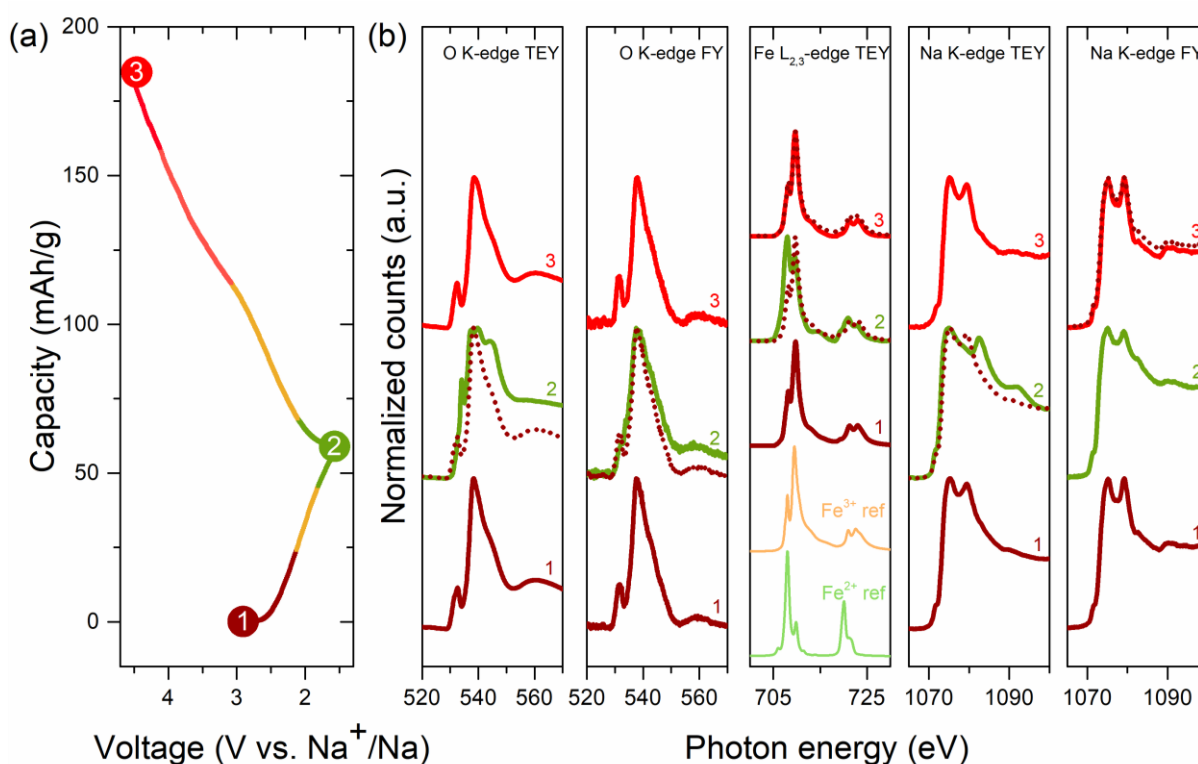 (a)
200
150
100
50
0
Capacity (mAh/g)
3
2
1
4 3 2
Voltage (V vs. Na⁺/Na)
(b)
Normalized counts (a.u.)
O K-edge TEY
3
2
1
520 540 560
O K-edge FY
3
2
1
520 540 560
Fe L₂,₃-edge TEY
3
2
1
Fe³⁺ ref
Fe²⁺ ref
705 725
Na K-edge TEY
3
2
1
1070 1090
Na K-edge FY
3
2
1
1070 1090
Photon energy (eV)